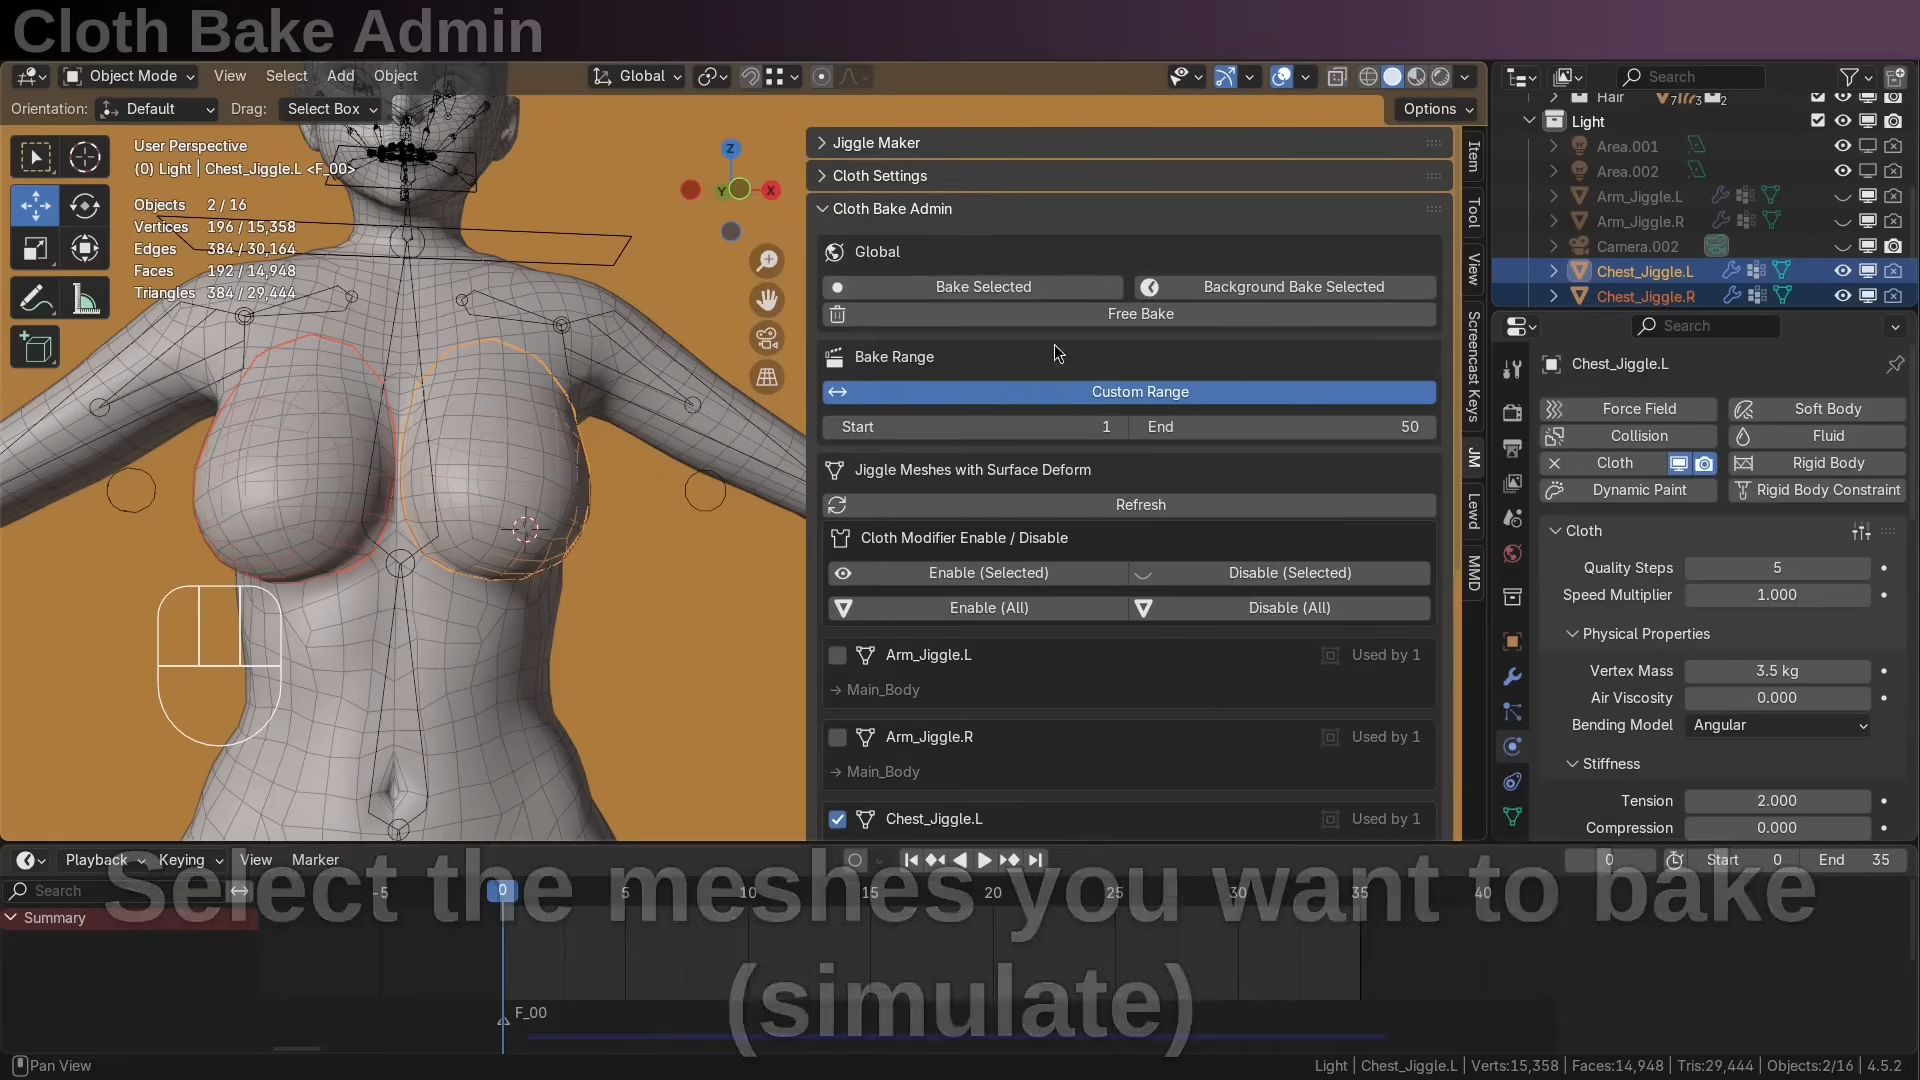 Cloth Bake Admin
Object Mode View Select Add Object Global
Orientation: Default Drag: Select Box Options
User Perspective
(0) Light | Chest_Jiggle.L <F_00>
Objects 2 / 16
Vertices 196 / 15,358
Edges 384 / 30,164
Faces 192 / 14,948
Triangles 384 / 29,444
Z
Y X
Jiggle Maker
Cloth Settings
Cloth Bake Admin
Global
Bake Selected Background Bake Selected
Free Bake
Bake Range
Custom Range
Start 1 End 50
Jiggle Meshes with Surface Deform
Refresh
Cloth Modifier Enable / Disable
Enable (Selected) Disable (Selected)
Enable (All) Disable (All)
Arm_Jiggle.L Used by 1
→ Main_Body
Arm_Jiggle.R Used by 1
→ Main_Body
Chest_Jiggle.L Used by 1
Item
Tool
View
Screencast Keys
JM
Lewd
MMD
Search
Hair 7 3 2
Light
Area.001
Area.002
Arm_Jiggle.L
Arm_Jiggle.R
Camera.002
Chest_Jiggle.L
Chest_Jiggle.R
Search
Chest_Jiggle.L
Force Field Soft Body
Collision Fluid
Cloth Rigid Body
Dynamic Paint Rigid Body Constraint
Cloth
Quality Steps 5
Speed Multiplier 1.000
Physical Properties
Vertex Mass 3.5 kg
Air Viscosity 0.000
Bending Model Angular
Stiffness
Tension 2.000
Compression 0.000
Playback Keying View Marker 0 Start 0 End 35
Search -5 0 5 10 15 20 25 30 35 40
Summary
Select the meshes you want to bake
(simulate)
F_00
Pan View Light | Chest_Jiggle.L | Verts:15,358 | Faces:14,948 | Tris:29,444 | Objects:2/16 | 4.5.2